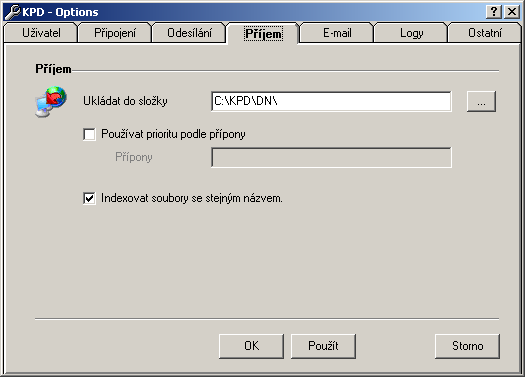 KPD - Options
Uživatel Připojení Odesílání Příjem E-mail Logy Ostatní
Příjem
Ukládat do složky C:\KPD\DN\ ...
Používat prioritu podle přípony
Přípony
Indexovat soubory se stejným názvem.
OK Použít Storno